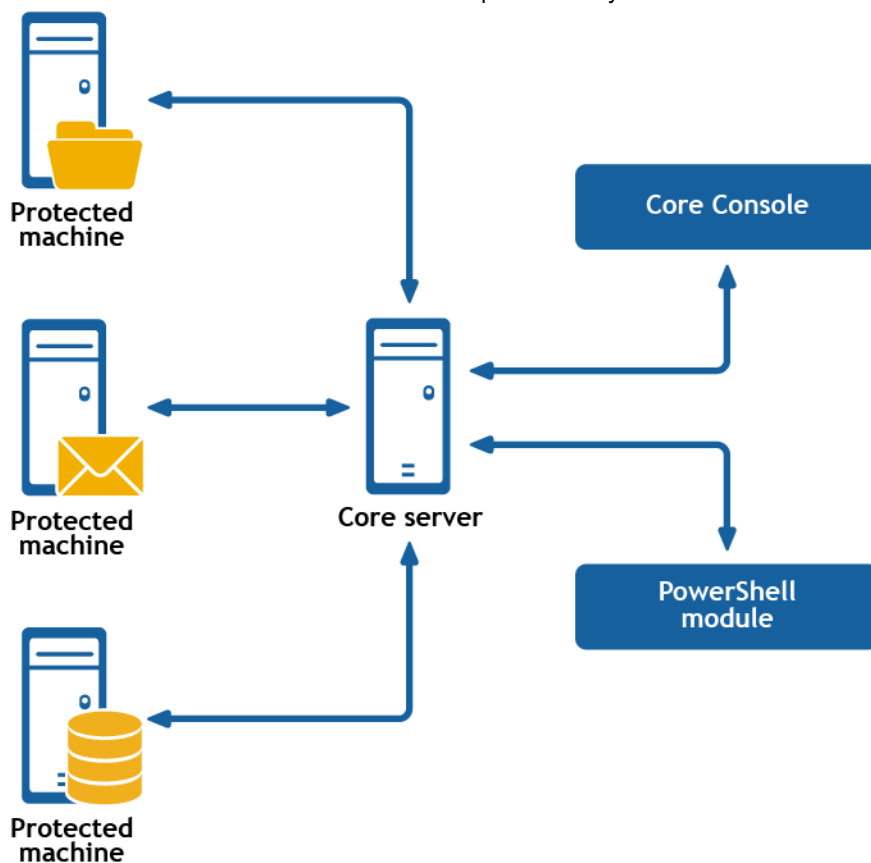 Protected
machine
Core Console
Protected
machine
Core server
PowerShell
module
Protected
machine